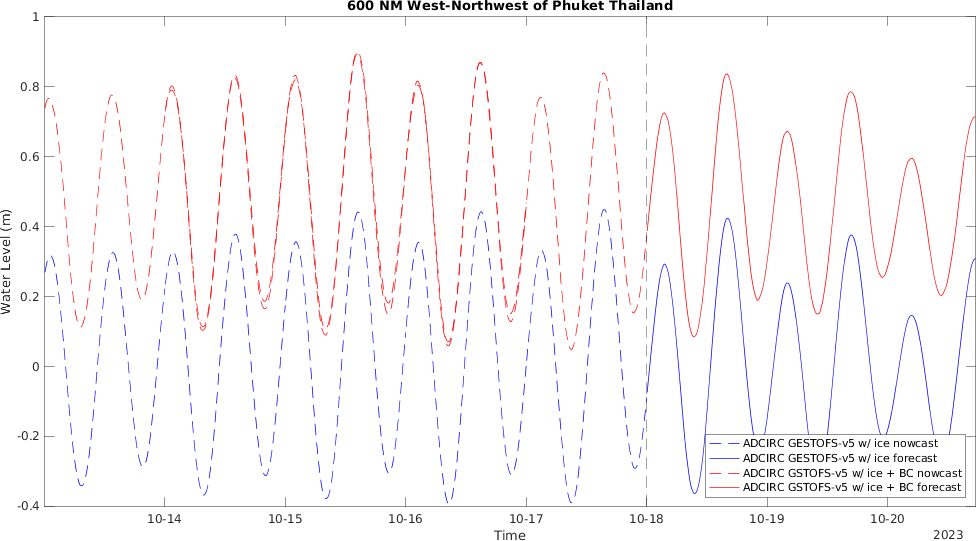 600 NM West-Northwest of Phuket Thailand
1
0.8
0.6
0.4
0.2
0
-0.2
-0.4
Water Level (m)
10-14 10-15 10-16 10-17 10-18 10-19 10-20
Time
2023
ADCIRC GESTOFS-v5 w/ ice nowcast
ADCIRC GESTOFS-v5 w/ ice forecast
ADCIRC GSTOFS-v5 w/ ice + BC nowcast
ADCIRC GSTOFS-v5 w/ ice + BC forecast